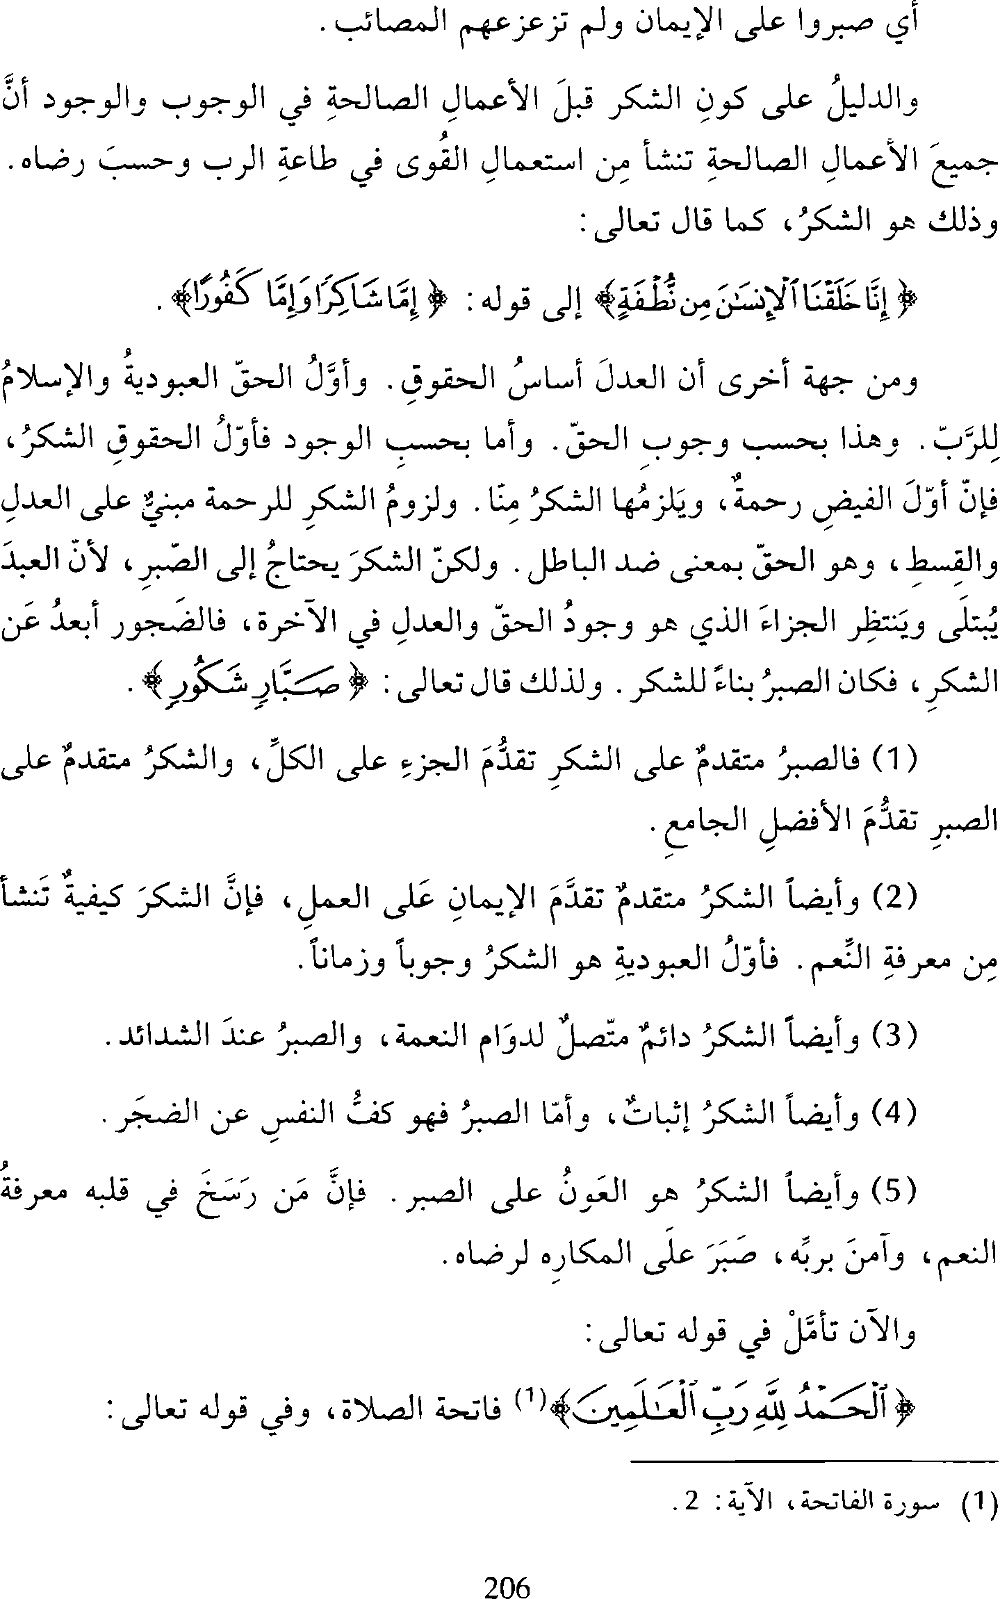 أي صبروا على الإيمان ولم تزعزعهم المصائب.
والدليلُ على كونِ الشكر قبلَ الأعمالِ الصالحةِ في الوجوب والوجود أنَّ
جميعَ الأعمالِ الصالحةِ تنشأ مِن استعمالِ القُوى في طاعةِ الرب وحسبَ رضاه.
وذلك هو الشكرُ، كما قال تعالى:
﴿إِنَّا خَلَقْنَا ٱلْإِنسَٰنَ مِن نُّطْفَةٍ﴾ إلى قوله: ﴿إِمَّا شَاكِرًا وَإِمَّا كَفُورًا﴾.
ومن جهة أخرى أن العدلَ أساسُ الحقوقِ. وأوَّلُ الحقّ العبوديةُ والإسلامُ
لِلرَّبّ. وهذا بحسب وجوبِ الحقّ. وأما بحسبِ الوجود فأوّلُ الحقوقِ الشكرُ،
فإنّ أوّلَ الفيضِ رحمةٌ، ويَلزمُها الشكرُ مِنّا. ولزومُ الشكرِ للرحمة مبنيٌّ على العدلِ
والقِسطِ، وهو الحقّ بمعنى ضد الباطل. ولكنّ الشكرَ يحتاجُ إلى الصّبرِ، لأنّ العبدَ
يُبتلَى ويَنتظِر الجزاءَ الذي هو وجودُ الحقّ والعدلِ في الآخرة، فالضَجور أبعدُ عَن
الشكرِ، فكان الصبرُ بناءً للشكر. ولذلك قال تعالى: ﴿صَبَّارٍ شَكُورٍ﴾.
(1) فالصبرُ متقدمٌ على الشكرِ تقدُّمَ الجزءِ على الكلِّ، والشكرُ متقدمٌ على
الصبرِ تقدُّمَ الأفضلِ الجامعِ.
(2) وأيضاً الشكرُ متقدمٌ تقدَّمَ الإيمانِ عَلى العملِ، فإنَّ الشكرَ كيفيةٌ تَنشأ
مِن معرفةِ النِّعم. فأوّلُ العبوديةِ هو الشكرُ وجوباً وزماناً.
(3) وأيضاً الشكرُ دائمٌ متّصلٌ لدوَام النعمة، والصبرُ عندَ الشدائد.
(4) وأيضاً الشكرُ إثباتٌ، وأمّا الصبرُ فهو كفُّ النفسِ عن الضجَر.
(5) وأيضاً الشكرُ هو العَونُ على الصبر. فإنَّ مَن رَسَخَ في قلبه معرفةُ
النعم، وآمنَ بربِّه، صَبَرَ علَى المكارِه لرضاه.
والآن تأمَّلْ في قوله تعالى:
﴿ٱلْحَمْدُ لِلَّهِ رَبِّ ٱلْعَٰلَمِينَ﴾(1) فاتحة الصلاة، وفي قوله تعالى:
(1) سورة الفاتحة، الآية: 2.
206